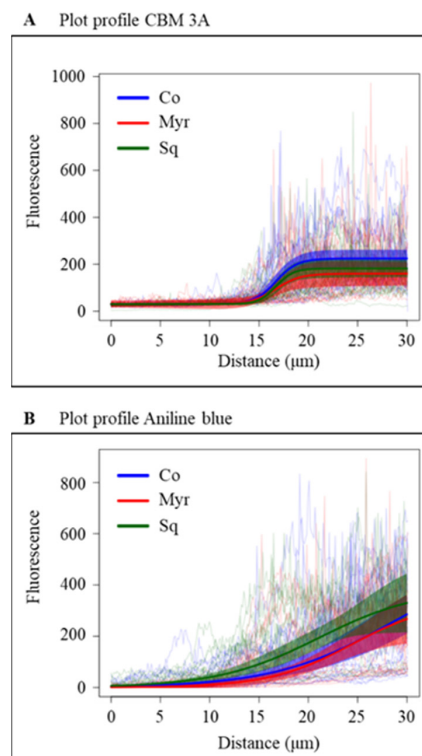 A Plot profile CBM 3A
1000
800
600
400
200
0
Fluorescence
Co
Myr
Sq
0 5 10 15 20 25 30
Distance (µm)
B Plot profile Aniline blue
800
600
400
200
0
Fluorescence
Co
Myr
Sq
0 5 10 15 20 25 30
Distance (µm)